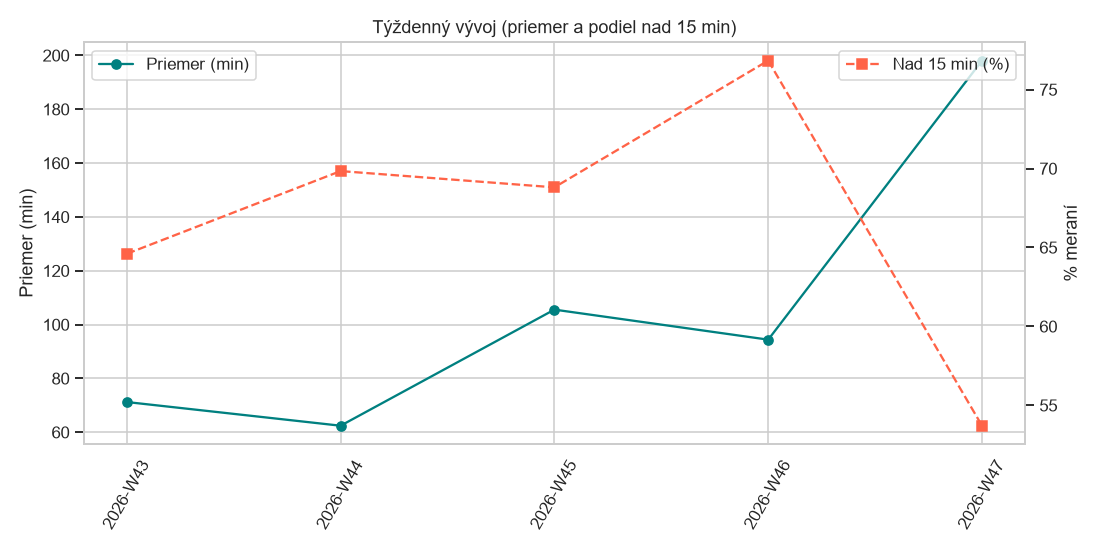 Týždenný vývoj (priemer a podiel nad 15 min)
Priemer (min)
Nad 15 min (%)
200
180
160
140
120
100
80
60
Priemer (min)
75
70
65
60
55
% meraní
2026-W43
2026-W44
2026-W45
2026-W46
2026-W47